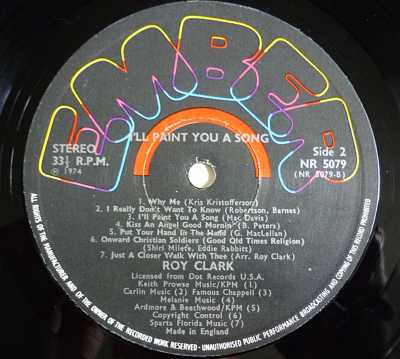 EMBER
I'LL PAINT YOU A SONG
STEREO
33⅓ R.P.M.
℗ 1974
Side 2
NR 5079
(NR 5079-B)
1. Why Me (Kris Kristofferson)
2. I Really Don't Want To Know (Robertson, Barnes)
3. I'll Paint You A Song (Mac Davis)
4. Kiss An Angel Good Mornin' (B. Peters)
5. Put Your Hand In The Hand (G. MacLellan)
6. Onward Christian Soldiers (Good Old Times Religion)
(Shirl Milefe, Eddie Rabbits)
7. Just A Closer Walk With Thee (Arr. Roy Clark)
ROY CLARK
Licensed from Dot Records U.S.A.
Keith Prowse Music/KPM (1)
Carlin Music (2) Famous Chappell (3)
Melanie Music (4)
Ardmore & Beechwood/KPM (5)
Copyright Control (6)
Sparta Florida Music (7)
Made in England
ALL RIGHTS OF THE MANUFACTURER AND OF THE OWNER OF THE RECORDED WORK RESERVED - UNAUTHORISED PUBLIC PERFORMANCE BROADCASTING AND COPYING OF THIS RECORD PROHIBITED